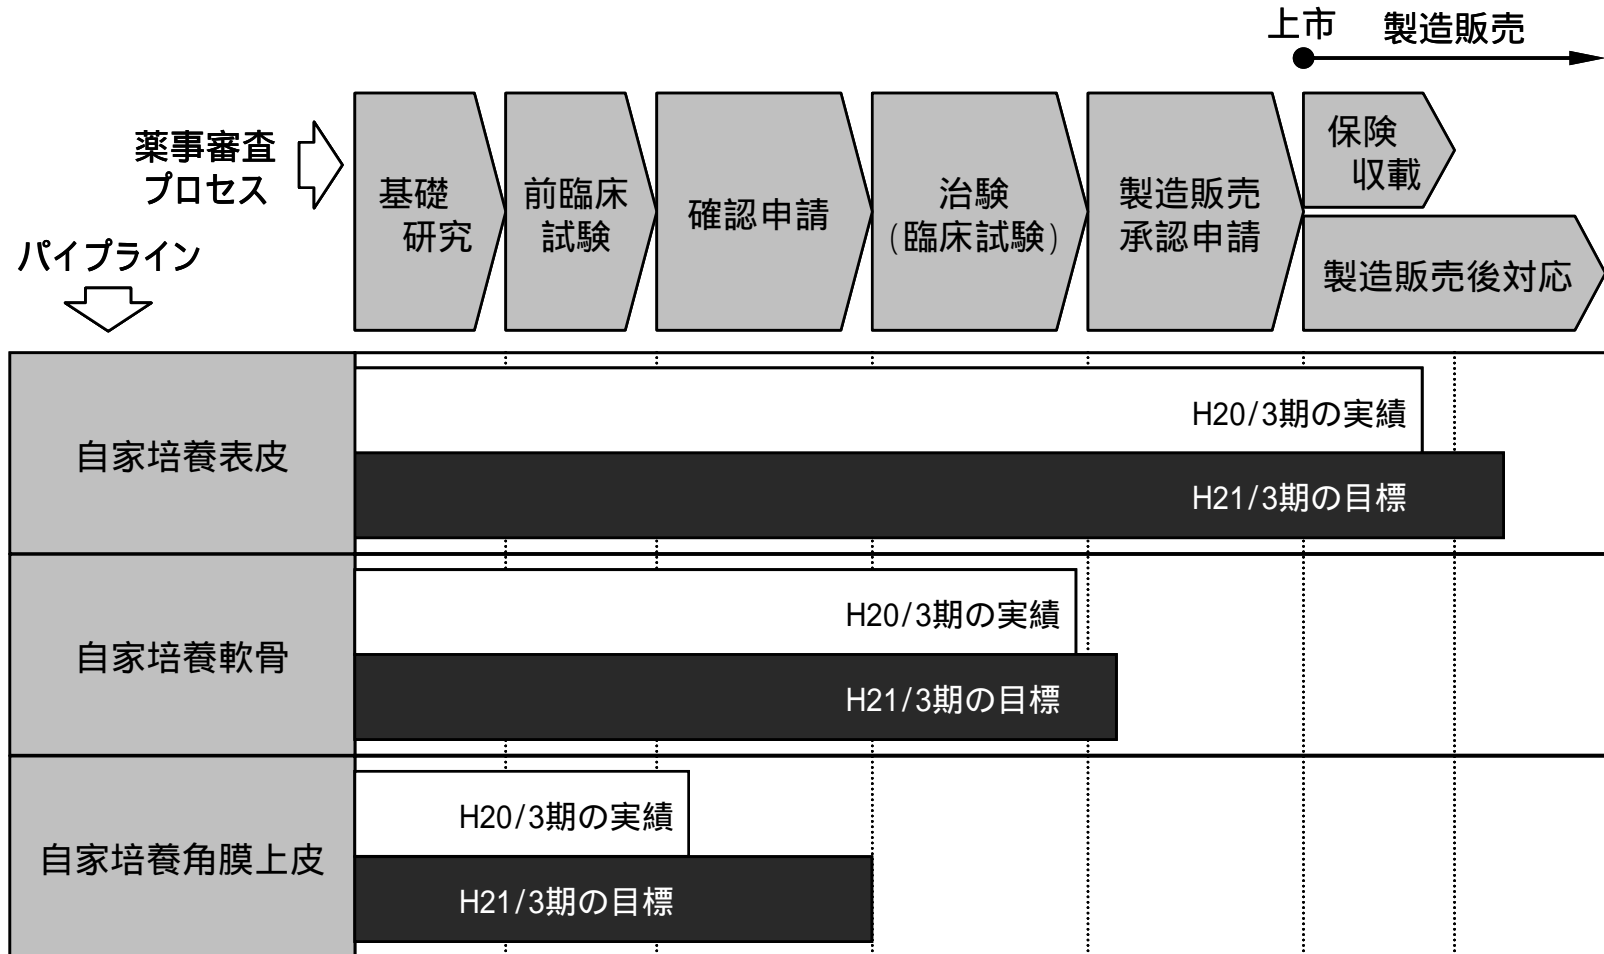 上市
製造販売
薬事審査
プロセス
パイプライン
基礎
研究
前臨床
試験
確認申請
治験
(臨床試験)
製造販売
承認申請
保険
収載
製造販売後対応
自家培養表皮
H20/3期の実績
H21/3期の目標
自家培養軟骨
H20/3期の実績
H21/3期の目標
自家培養角膜上皮
H20/3期の実績
H21/3期の目標